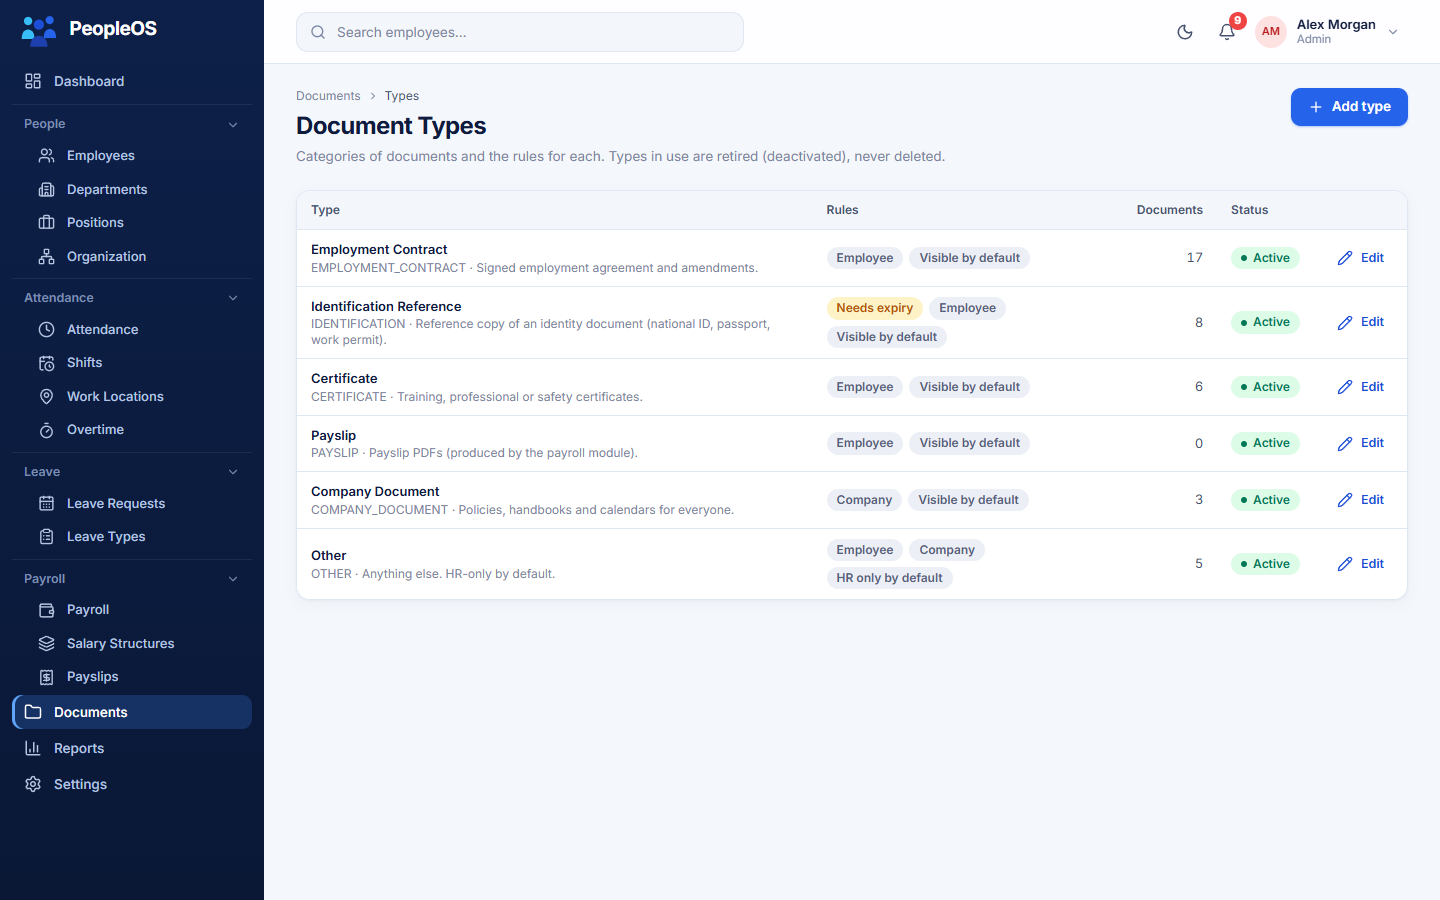 PeopleOS
Dashboard
People
Employees
Departments
Positions
Organization
Attendance
Attendance
Shifts
Work Locations
Overtime
Leave
Leave Requests
Leave Types
Payroll
Payroll
Salary Structures
Payslips
Documents
Reports
Settings
Search employees...
9
AM
Alex Morgan
Admin
Documents > Types
Document Types
Categories of documents and the rules for each. Types in use are retired (deactivated), never deleted.
+ Add type
Type Rules Documents Status
Employment Contract
EMPLOYMENT_CONTRACT · Signed employment agreement and amendments.
Employee Visible by default 17 Active Edit
Identification Reference
IDENTIFICATION · Reference copy of an identity document (national ID, passport,
work permit).
Needs expiry Employee
Visible by default
8 Active Edit
Certificate
CERTIFICATE · Training, professional or safety certificates.
Employee Visible by default 6 Active Edit
Payslip
PAYSLIP · Payslip PDFs (produced by the payroll module).
Employee Visible by default 0 Active Edit
Company Document
COMPANY_DOCUMENT · Policies, handbooks and calendars for everyone.
Company Visible by default 3 Active Edit
Other
OTHER · Anything else. HR-only by default.
Employee Company
HR only by default
5 Active Edit